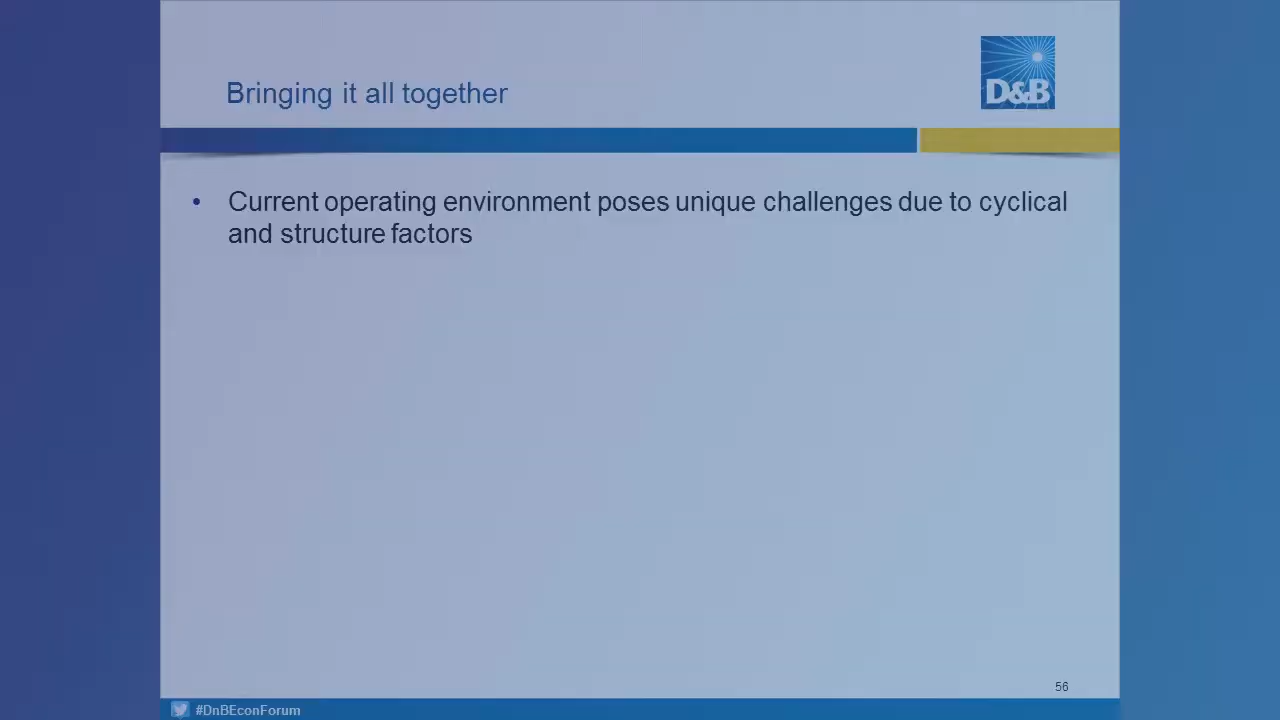 Bringing it all together
D&B
• Current operating environment poses unique challenges due to cyclical
and structure factors
56
#DnBEconForum